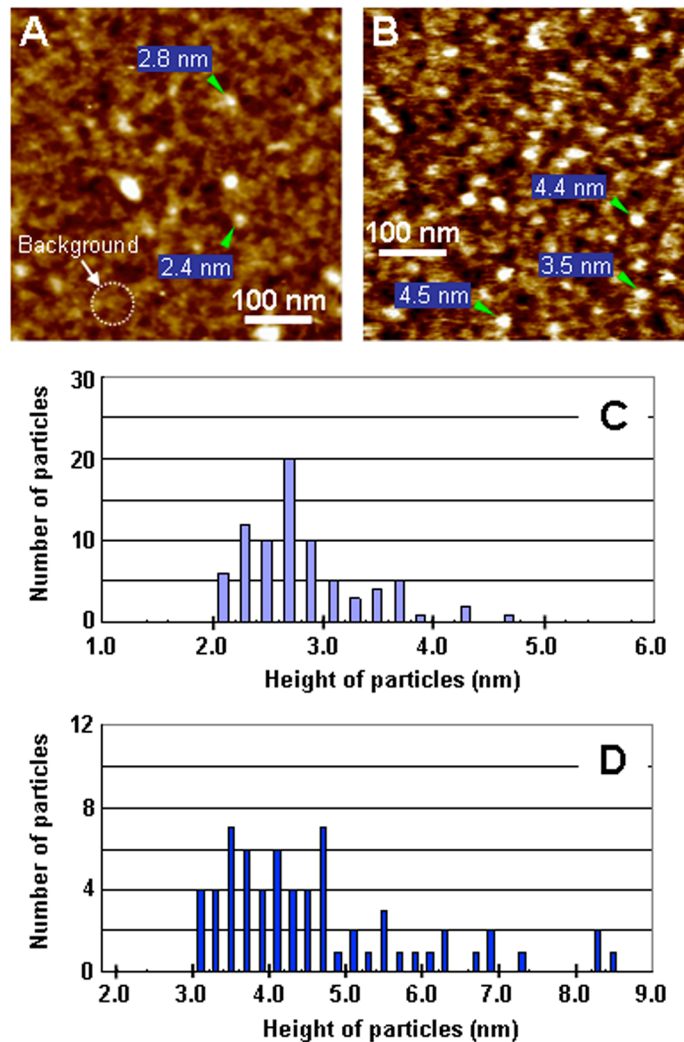 A
2.8 nm
2.4 nm
Background
100 nm
B
4.4 nm
100 nm
3.5 nm
4.5 nm
C
Number of particles
30
20
10
0
1.0 2.0 3.0 4.0 5.0 6.0
Height of particles (nm)
D
Number of particles
12
8
4
0
2.0 3.0 4.0 5.0 6.0 7.0 8.0 9.0
Height of particles (nm)